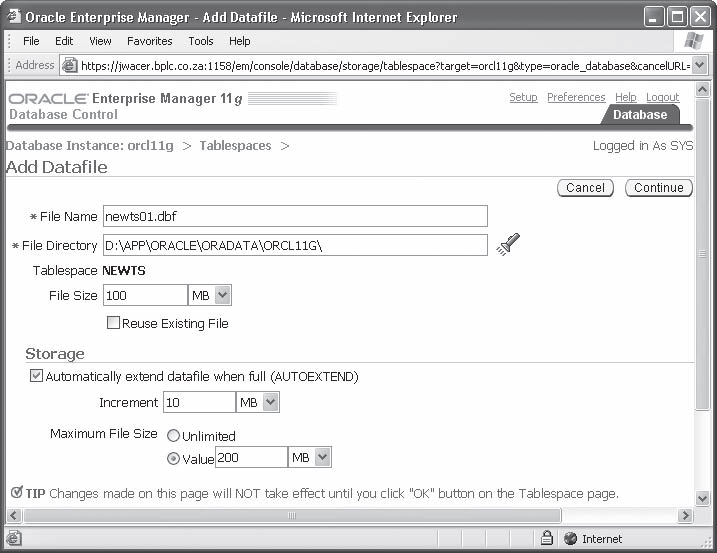 Oracle Enterprise Manager - Add Datafile - Microsoft Internet Explorer
File Edit View Favorites Tools Help
Address https://jwacer.bplc.co.za:1158/em/console/database/storage/tablespace?target=orcl11g&type=oracle_database&cancelURL=
ORACLE Enterprise Manager 11g
Setup Preferences Help Logout
Database Control
Database
Database Instance: orcl11g > Tablespaces >
Logged in As SYS
Add Datafile
Cancel Continue
* File Name newts01.dbf
* File Directory D:\APP\ORACLE\ORADATA\ORCL11G\
Tablespace NEWTS
File Size 100 MB
Reuse Existing File
Storage
Automatically extend datafile when full (AUTOEXTEND)
Increment 10 MB
Maximum File Size Unlimited
Value 200 MB
TIP Changes made on this page will NOT take effect until you click "OK" button on the Tablespace page.
Internet